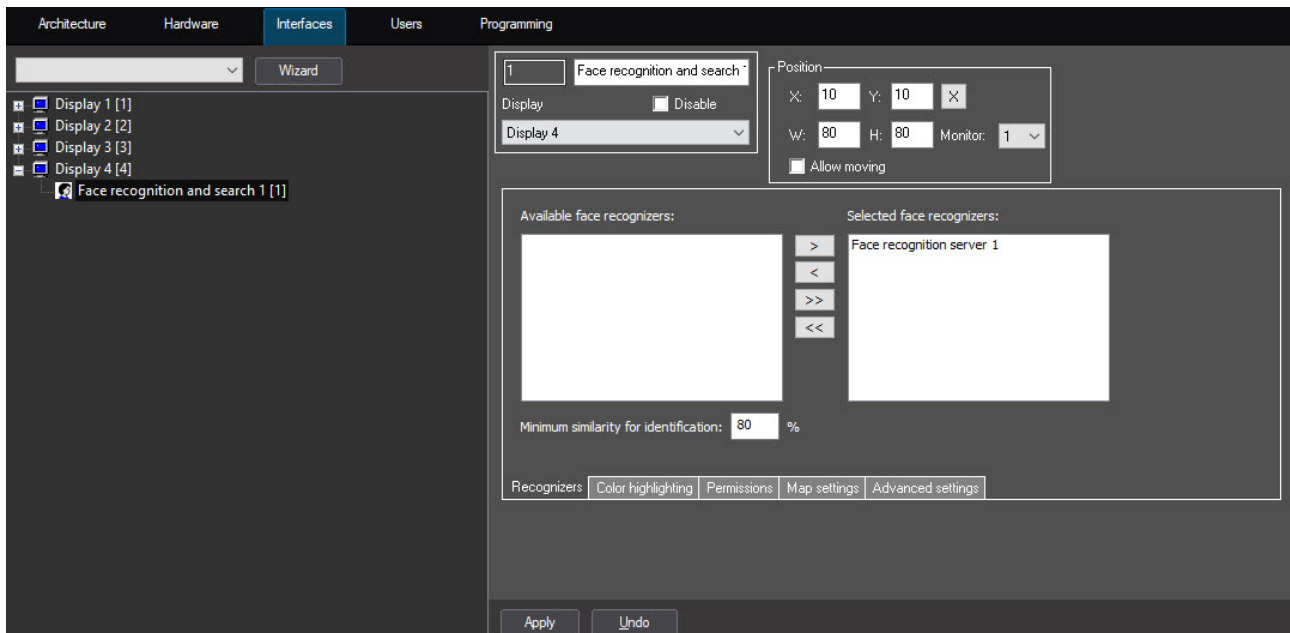 Architecture Hardware Interfaces Users Programming
Wizard
Display 1 [1]
Display 2 [2]
Display 3 [3]
Display 4 [4]
Face recognition and search 1 [1]
1 Face recognition and search
Display Disable
Display 4
Position
X: 10 Y: 10 X
W: 80 H: 80 Monitor: 1
Allow moving
Available face recognizers: Selected face recognizers:
Face recognition server 1
>
<
>>
<<
Minimum similarity for identification: 80 %
Recognizers Color highlighting Permissions Map settings Advanced settings
Apply Undo